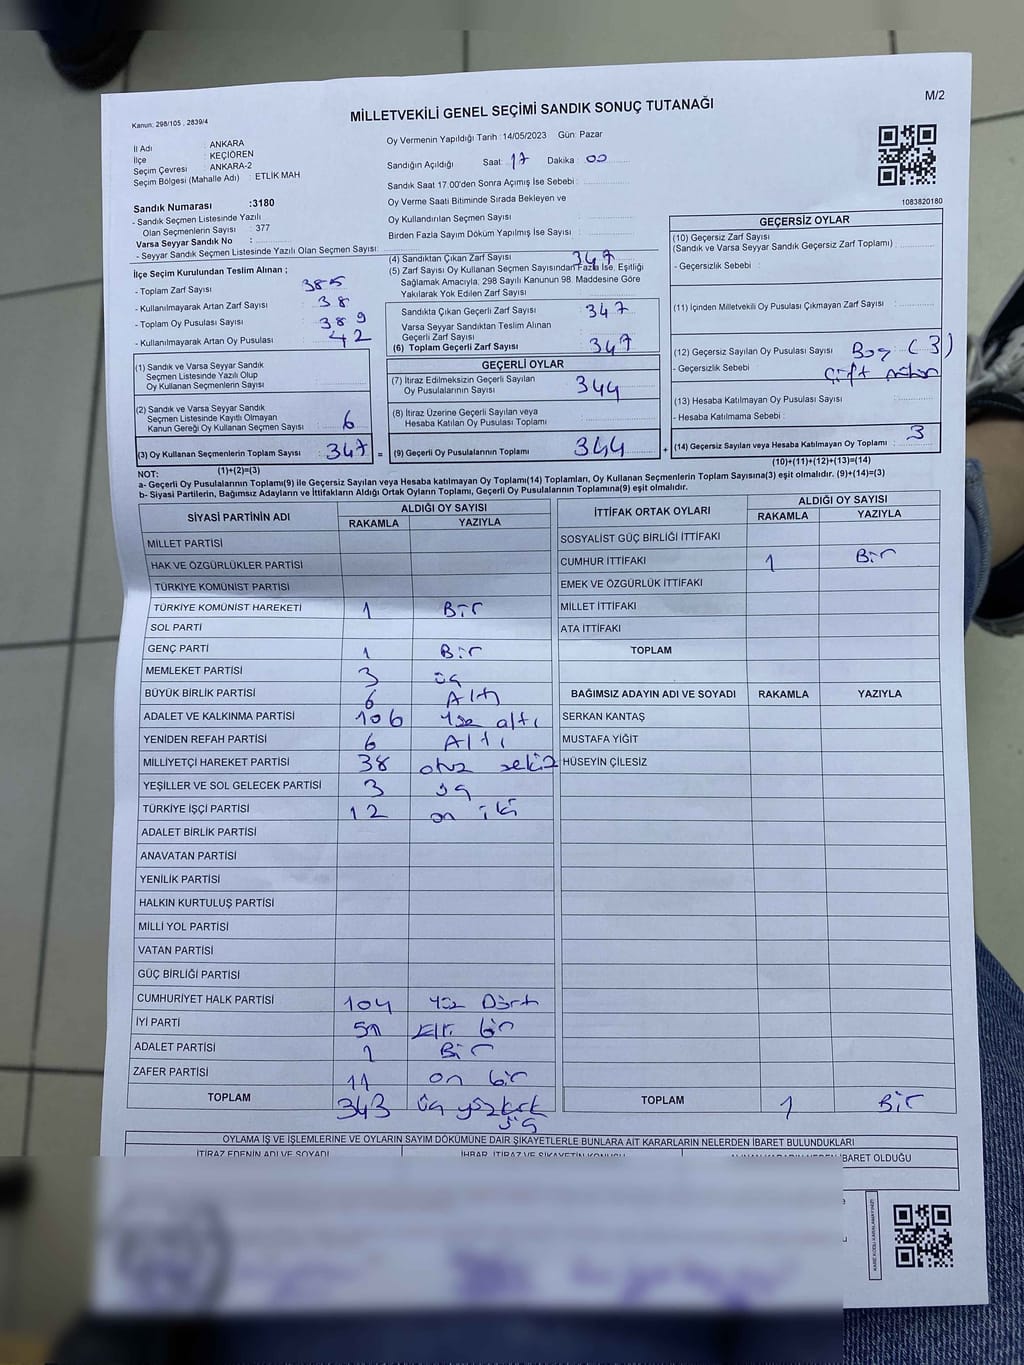 M/2
MİLLETVEKİLİ GENEL SEÇİMİ SANDIK SONUÇ TUTANAĞI
Kanun: 298/105 , 2839/4
İl Adı : ANKARA
İlçe : KEÇİÖREN
Seçim Çevresi : ANKARA-2
Seçim Bölgesi (Mahalle Adı) : ETLİK MAH
Oy Vermenin Yapıldığı Tarih : 14/05/2023 Gün: Pazar
Sandığın Açıldığı Saat: 17 Dakika: 00
Sandık Saat 17.00'den Sonra Açılmış İse Sebebi :
Oy Verme Saati Bitiminde Sırada Bekleyen ve
Oy Kullandırılan Seçmen Sayısı :
Birden Fazla Sayım Döküm Yapılmış İse Sayısı :
1083820180
Sandık Numarası :3180
- Sandık Seçmen Listesinde Yazılı
Olan Seçmenlerin Sayısı : 377
Varsa Seyyar Sandık No :
- Seyyar Sandık Seçmen Listesinde Yazılı Olan Seçmen Sayısı:
İlçe Seçim Kurulundan Teslim Alınan ;
- Toplam Zarf Sayısı 385
- Kullanılmayarak Artan Zarf Sayısı : 38
- Toplam Oy Pusulası Sayısı : 389
- Kullanılmayarak Artan Oy Pusulası : 42
(1) Sandık ve Varsa Seyyar Sandık
Seçmen Listesinde Yazılı Olup
Oy Kullanan Seçmenlerin Sayısı
(2) Sandık ve Varsa Seyyar Sandık
Seçmen Listesinde Kayıtlı Olmayan
Kanun Gereği Oy Kullanan Seçmen Sayısı : 6
(3) Oy Kullanan Seçmenlerin Toplam Sayısı : 347 =
(1)+(2)=(3)
(4) Sandıktan Çıkan Zarf Sayısı 347
(5) Zarf Sayısı Oy Kullanan Seçmen Sayısından Fazla İse, Eşitliği
Sağlamak Amacıyla, 298 Sayılı Kanunun 98. Maddesine Göre
Yakılarak Yok Edilen Zarf Sayısı
Sandıkta Çıkan Geçerli Zarf Sayısı : 347
Varsa Seyyar Sandıktan Teslim Alınan
Geçerli Zarf Sayısı :
(6) Toplam Geçerli Zarf Sayısı : 347
GEÇERLİ OYLAR
(7) İtiraz Edilmeksizin Geçerli Sayılan
Oy Pusulalarının Toplamı 344
(8) İtiraz Üzerine Geçerli Sayılan veya
Hesaba Katılan Oy Pusulası Toplamı
(9) Geçerli Oy Pusulalarının Toplamı 344 +
GEÇERSİZ OYLAR
(10) Geçersiz Zarf Sayısı
(Sandık ve Varsa Seyyar Sandık Geçersiz Zarf Toplamı) :
- Geçersizlik Sebebi :
(11) İçinden Milletvekili Oy Pusulası Çıkmayan Zarf Sayısı :
(12) Geçersiz Sayılan Oy Pusulası Sayısı : Boş (3)
- Geçersizlik Sebebi : Çift mühür
(13) Hesaba Katılmayan Oy Pusulası Sayısı :
- Hesaba Katılmama Sebebi :
(14) Geçersiz Sayılan veya Hesaba Katılmayan Oy Toplamı : 3
(10)+(11)+(12)+(13)=(14)
NOT:
a- Geçerli Oy Pusulalarının Toplamı(9) ile Geçersiz Sayılan veya Hesaba katılmayan Oy Toplamı(14) Toplamları, Oy Kullanan Seçmenlerin Toplam Sayısına(3) eşit olmalıdır. (9)+(14)=(3)
b- Siyasi Partilerin, Bağımsız Adayların ve İttifakların Aldığı Ortak Oyların Toplamı, Geçerli Oy Pusulalarının Toplamına(9) eşit olmalıdır.
SİYASİ PARTİNİN ADI ALDIĞI OY SAYISI
RAKAMLA YAZIYLA
MİLLET PARTİSİ
HAK VE ÖZGÜRLÜKLER PARTİSİ
TÜRKİYE KOMÜNİST PARTİSİ
TÜRKİYE KOMÜNİST HAREKETİ 1 Bir
SOL PARTİ
GENÇ PARTİ 1 Bir
MEMLEKET PARTİSİ 3 üç
BÜYÜK BİRLİK PARTİSİ 6 Altı
ADALET VE KALKINMA PARTİSİ 106 Yüz altı
YENİDEN REFAH PARTİSİ 6 Altı
MİLLİYETÇİ HAREKET PARTİSİ 38 otuz sekiz
YEŞİLLER VE SOL GELECEK PARTİSİ 3 üç
TÜRKİYE İŞÇİ PARTİSİ 12 on iki
ADALET BİRLİK PARTİSİ
ANAVATAN PARTİSİ
YENİLİK PARTİSİ
HALKIN KURTULUŞ PARTİSİ
MİLLİ YOL PARTİSİ
VATAN PARTİSİ
GÜÇ BİRLİĞİ PARTİSİ
CUMHURİYET HALK PARTİSİ 104 Yüz Dört
İYİ PARTİ 51 Elli bir
ADALET PARTİSİ 1 Bir
ZAFER PARTİSİ 11 on bir
TOPLAM 343 üç yüzkırk üç
İTTİFAK ORTAK OYLARI ALDIĞI OY SAYISI
RAKAMLA YAZIYLA
SOSYALİST GÜÇ BİRLİĞİ İTTİFAKI
CUMHUR İTTİFAKI 1 Bir
EMEK VE ÖZGÜRLÜK İTTİFAKI
MİLLET İTTİFAKI
ATA İTTİFAKI
TOPLAM
BAĞIMSIZ ADAYIN ADI VE SOYADI RAKAMLA YAZIYLA
SERKAN KANTAŞ
MUSTAFA YİĞİT
HÜSEYİN ÇİLESİZ
TOPLAM 1 Bir
OYLAMA İŞ VE İŞLEMLERİNE VE OYLARIN SAYIM DÖKÜMÜNE DAİR ŞİKAYETLERLE BUNLARA AİT KARARLARIN NELERDEN İBARET BULUNDUKLARI
İTİRAZ EDENİN ADI VE SOYADI İHBAR, İTİRAZ VE ŞİKAYETİN KONUSU İBARET OLDUĞU